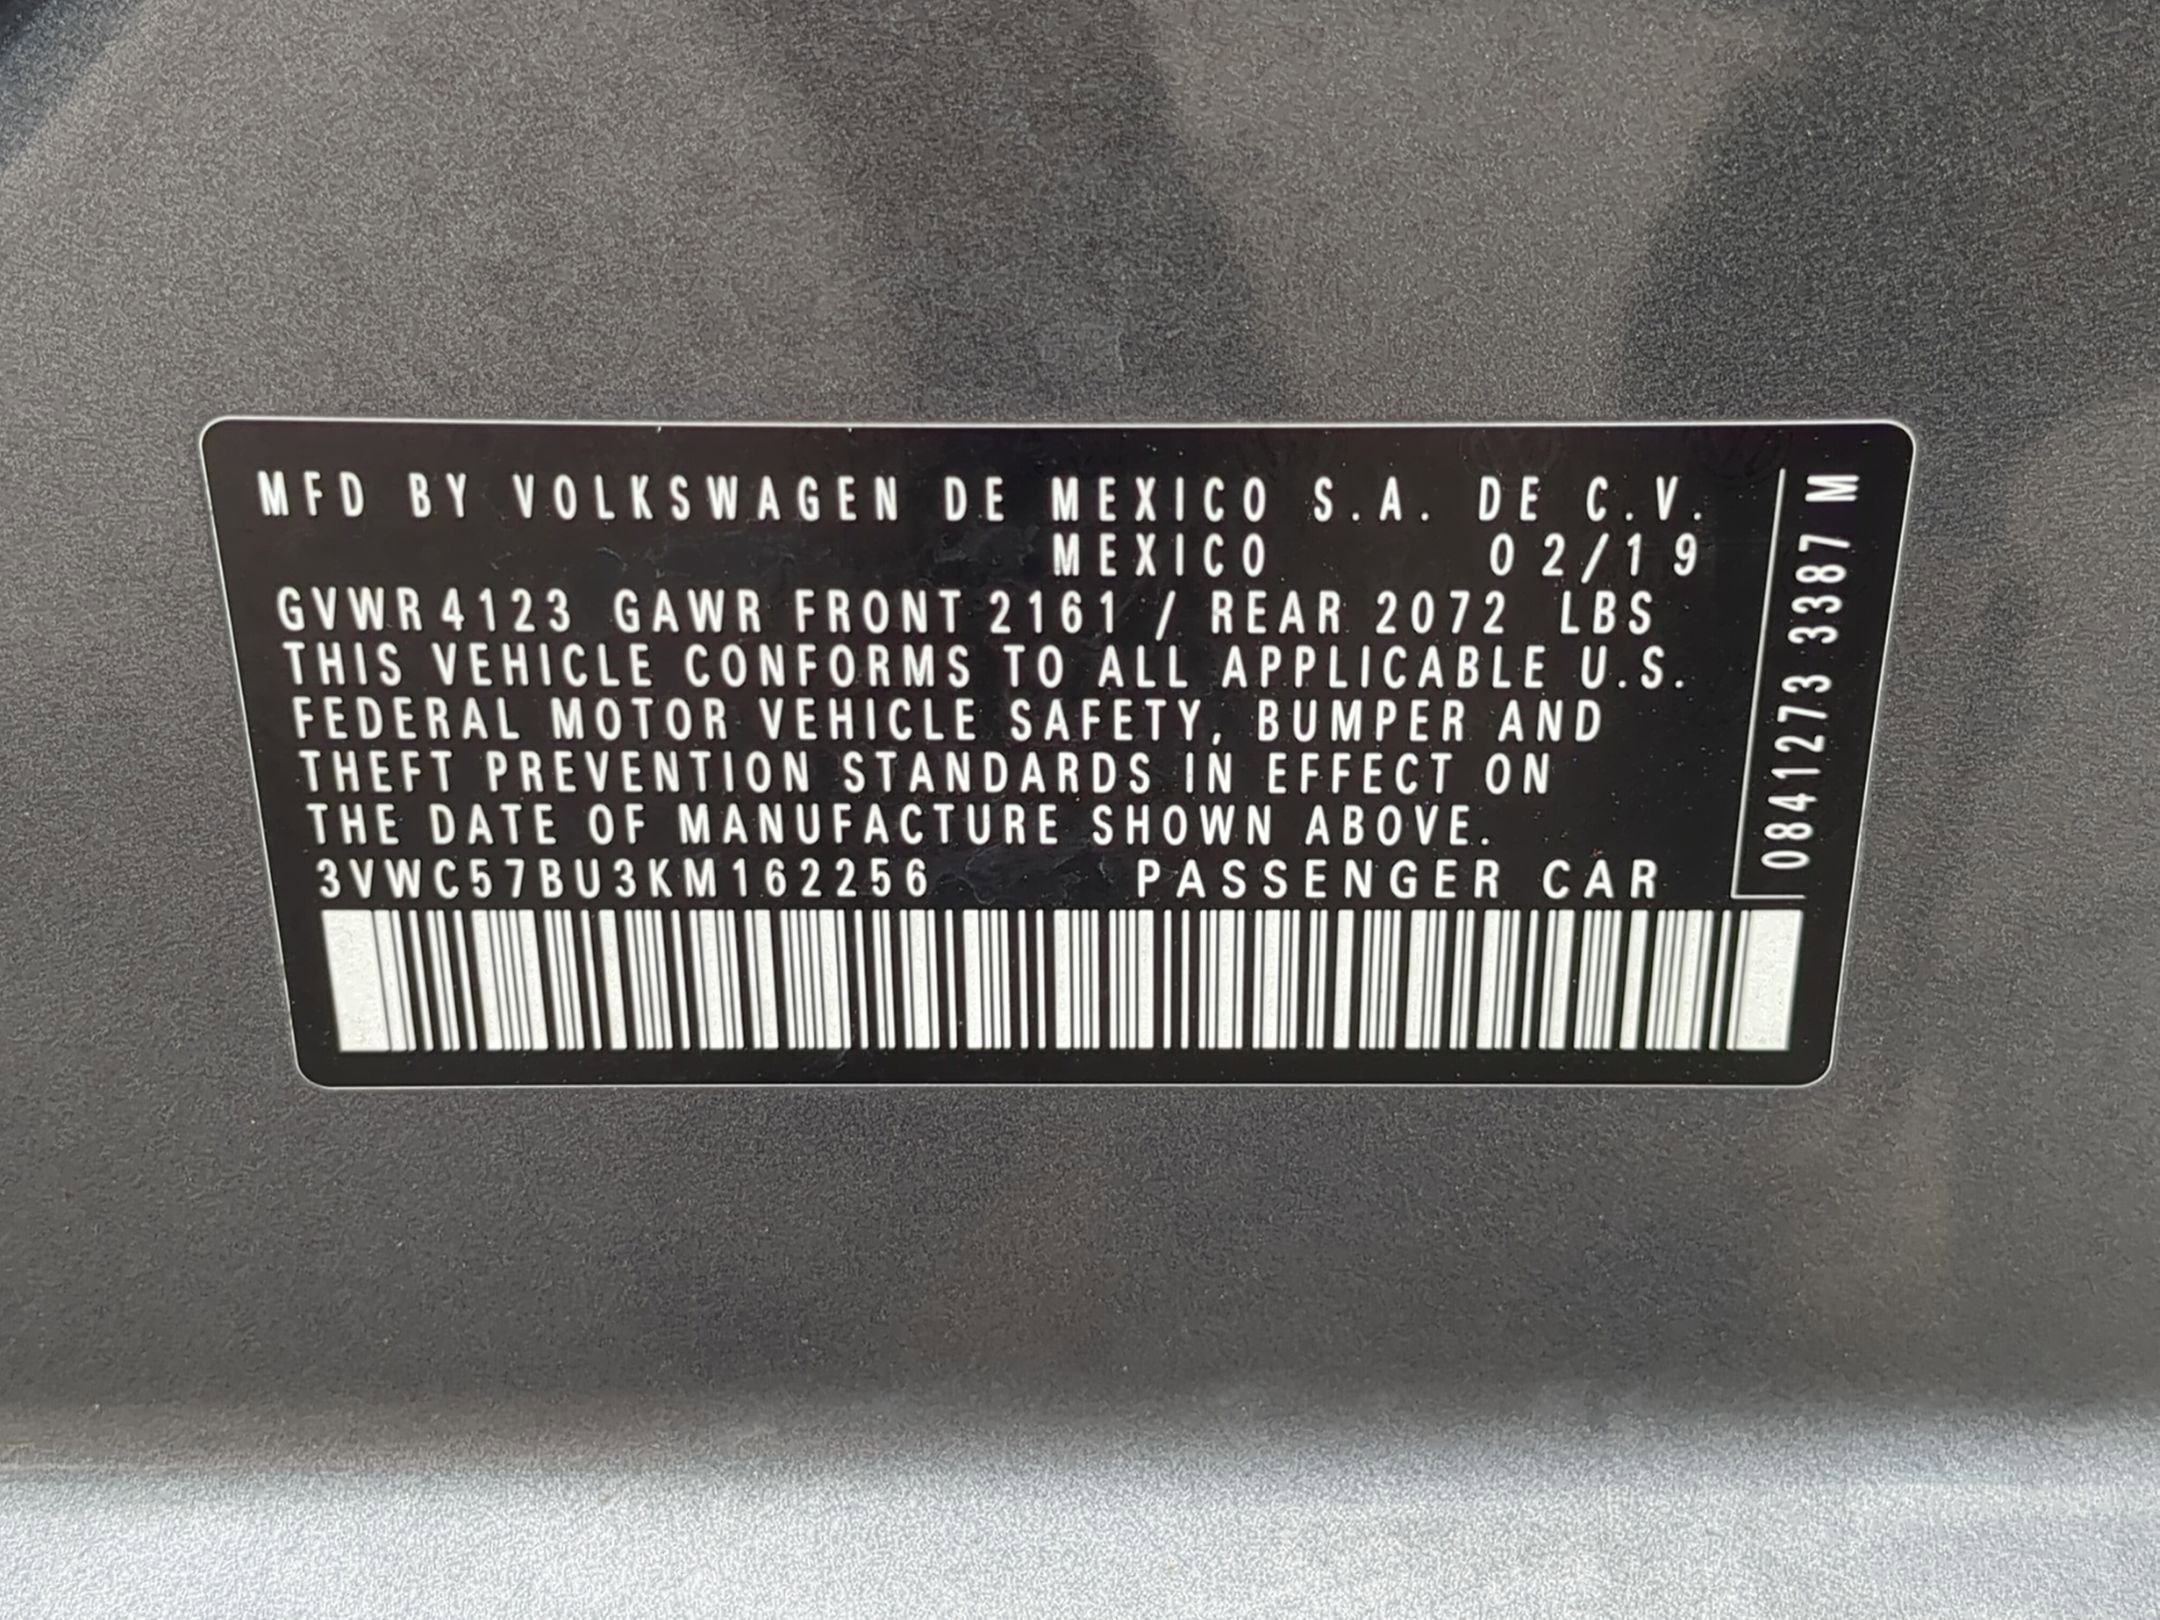 MFD BY VOLKSWAGEN DE MEXICO S.A. DE C.V.
MEXICO 02/19
GVWR 4123 GAWR FRONT 2161 / REAR 2072 LBS
THIS VEHICLE CONFORMS TO ALL APPLICABLE U.S.
FEDERAL MOTOR VEHICLE SAFETY, BUMPER AND
THEFT PREVENTION STANDARDS IN EFFECT ON
THE DATE OF MANUFACTURE SHOWN ABOVE.
3VWC57BU3KM162256 PASSENGER CAR
0841273 3387 M